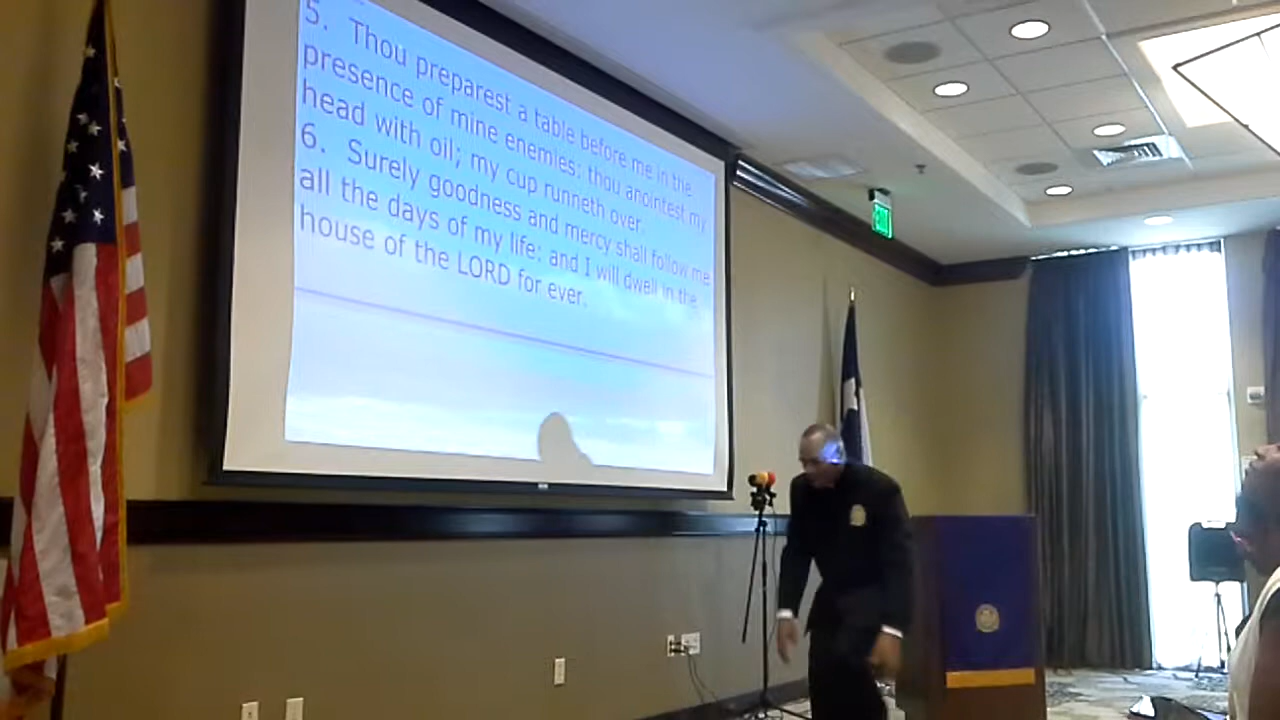 5. Thou preparest a table before me in the
presence of mine enemies: thou anointest my
head with oil; my cup runneth over.
6. Surely goodness and mercy shall follow me
all the days of my life: and I will dwell in the
house of the LORD for ever.